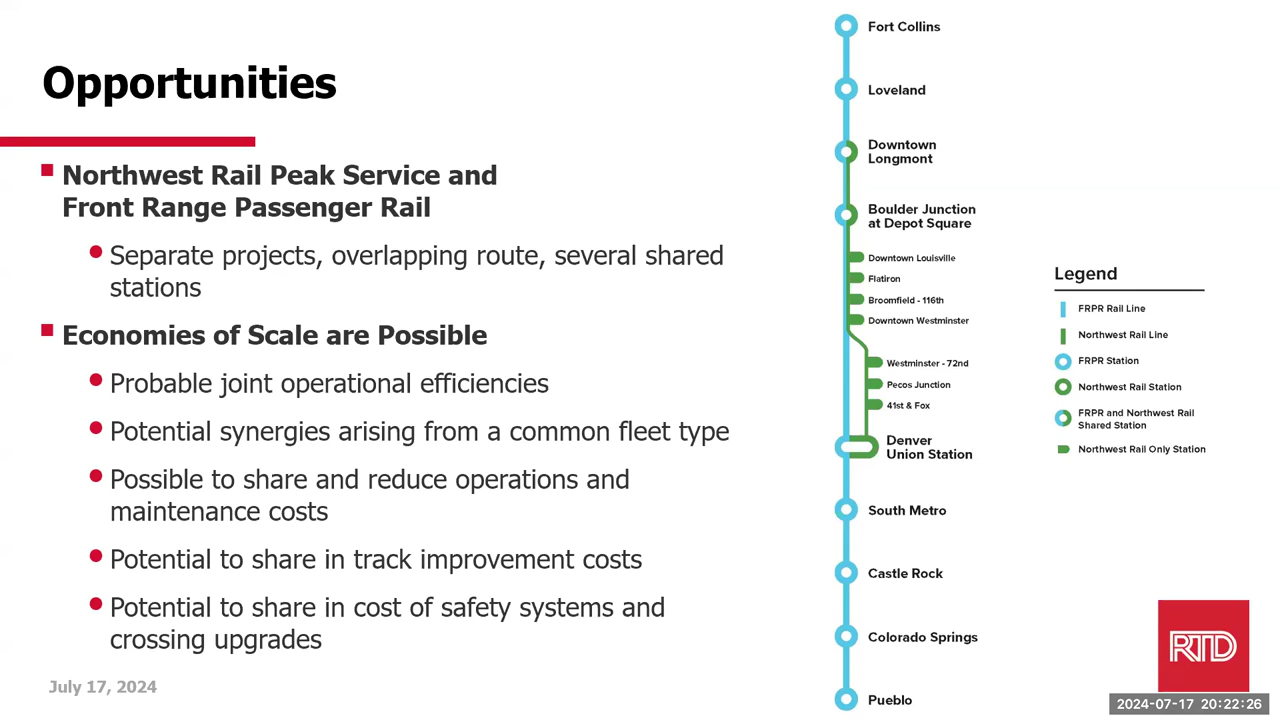 Opportunities
Northwest Rail Peak Service and
Front Range Passenger Rail
Separate projects, overlapping route, several shared
stations
Economies of Scale are Possible
Probable joint operational efficiencies
Potential synergies arising from a common fleet type
Possible to share and reduce operations and
maintenance costs
Potential to share in track improvement costs
Potential to share in cost of safety systems and
crossing upgrades
July 17, 2024
Fort Collins
Loveland
Downtown
Longmont
Boulder Junction
at Depot Square
Downtown Louisville
Flatiron
Broomfield - 116th
Downtown Westminster
Westminster - 72nd
Pecos Junction
41st & Fox
Denver
Union Station
South Metro
Castle Rock
Colorado Springs
Pueblo
Legend
FRPR Rail Line
Northwest Rail Line
FRPR Station
Northwest Rail Station
FRPR and Northwest Rail
Shared Station
Northwest Rail Only Station
RTD
2024-07-17 20:22:26